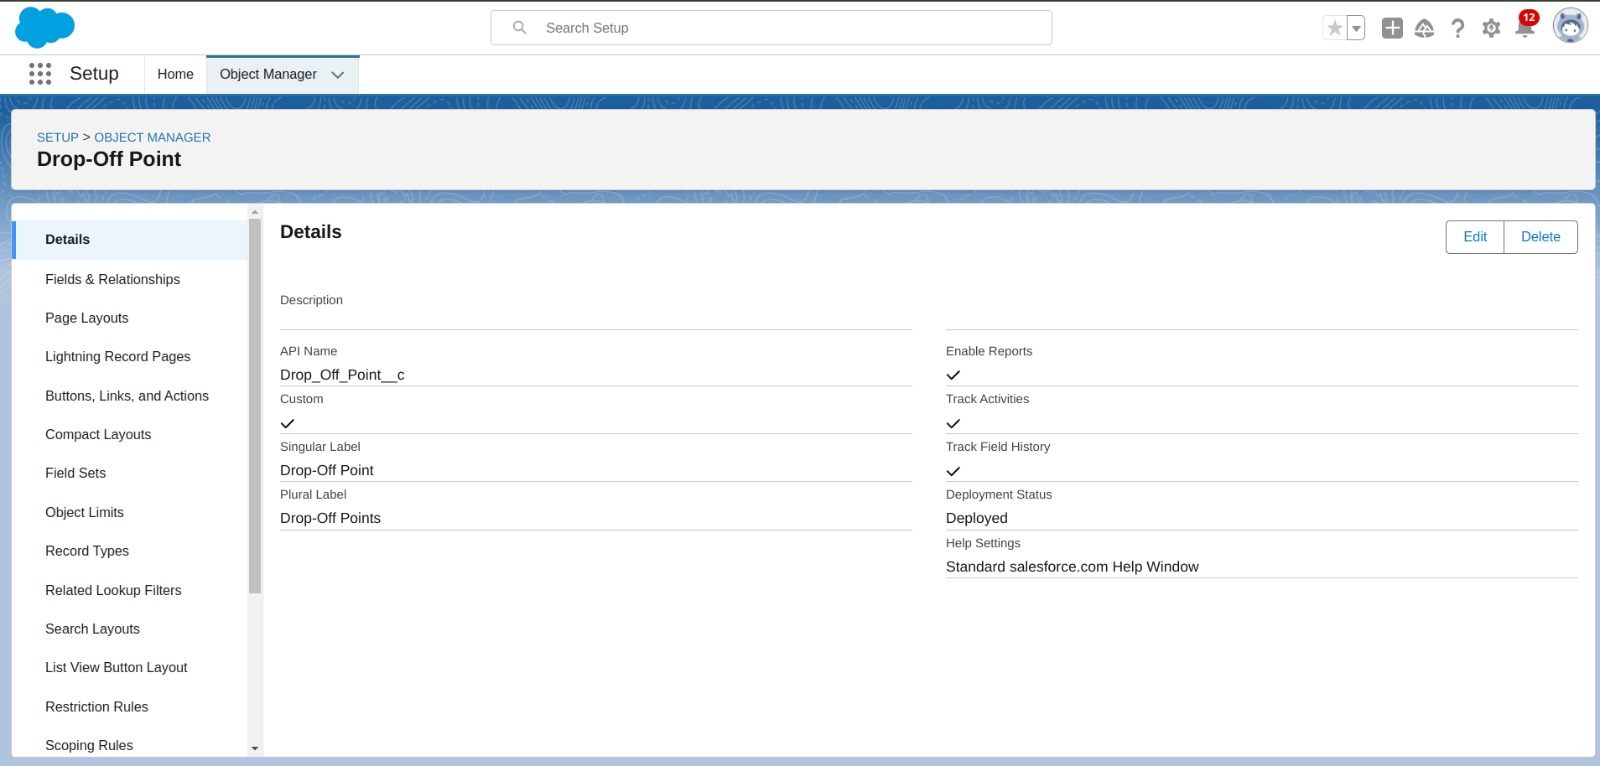 Search Setup
12
Setup
Home
Object Manager
SETUP > OBJECT MANAGER
Drop-Off Point
Details
Fields & Relationships
Page Layouts
Lightning Record Pages
Buttons, Links, and Actions
Compact Layouts
Field Sets
Object Limits
Record Types
Related Lookup Filters
Search Layouts
List View Button Layout
Restriction Rules
Scoping Rules
Details
Edit
Delete
Description
API Name
Drop_Off_Point__c
Custom
Singular Label
Drop-Off Point
Plural Label
Drop-Off Points
Enable Reports
Track Activities
Track Field History
Deployment Status
Deployed
Help Settings
Standard salesforce.com Help Window